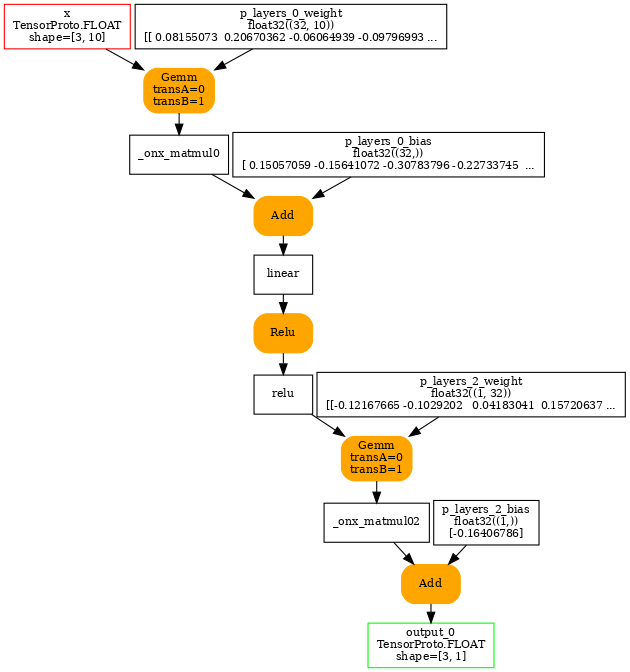 x
TensorProto.FLOAT
shape=[3, 10]
p_layers_0_weight
float32((32, 10))
[[ 0.08155073  0.20670362 -0.06064939 -0.09796993 ...
Gemm
transA=0
transB=1
_onx_matmul0
p_layers_0_bias
float32((32,))
[ 0.15057059 -0.15641072 -0.30783796 -0.22733745  ...
Add
linear
Relu
relu
p_layers_2_weight
float32((1, 32))
[[-0.12167665 -0.1029202   0.04183041  0.15720637 ...
Gemm
transA=0
transB=1
_onx_matmul02
p_layers_2_bias
float32((1,))
[-0.16406786]
Add
output_0
TensorProto.FLOAT
shape=[3, 1]